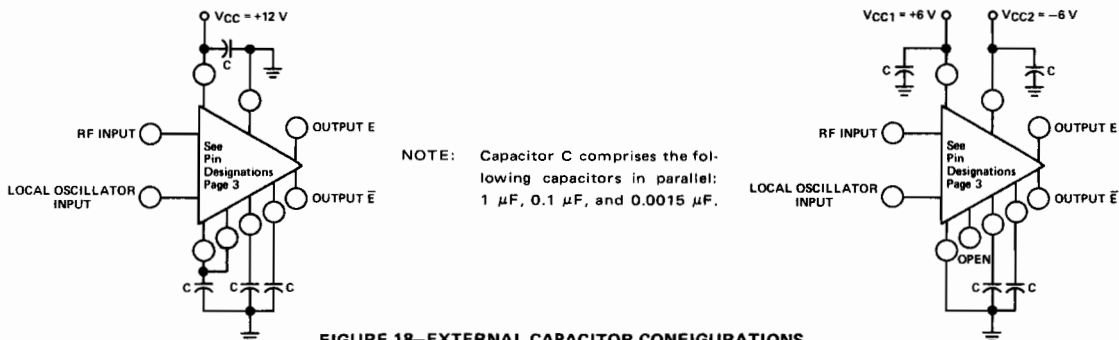 VCC = +12 V
C
RF INPUT
LOCAL OSCILLATOR
INPUT
See
Pin
Designations
Page 3
OUTPUT E
OUTPUT E̅
C
C
C
NOTE: Capacitor C comprises the fol-
lowing capacitors in parallel:
1 μF, 0.1 μF, and 0.0015 μF.
VCC1 = +6 V
VCC2 = −6 V
C
C
RF INPUT
LOCAL OSCILLATOR
INPUT
See
Pin
Designations
Page 3
OUTPUT E
OUTPUT E̅
OPEN
C
C
FIGURE 18—EXTERNAL CAPACITOR CONFIGURATIONS